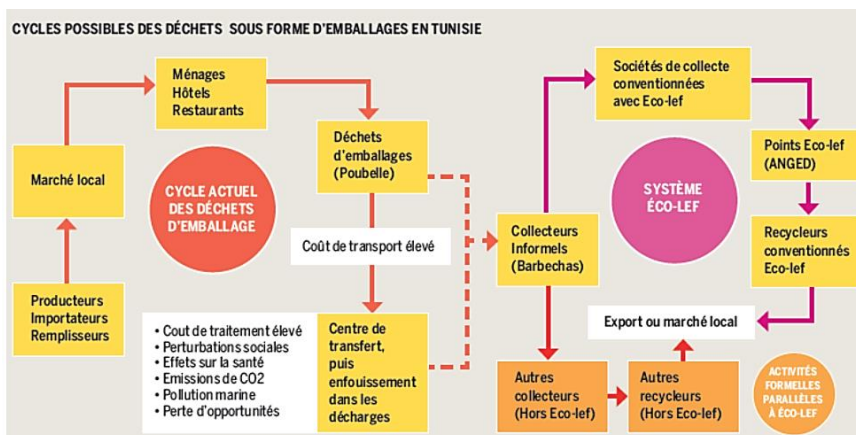 CYCLES POSSIBLES DES DÉCHETS SOUS FORME D'EMBALLAGES EN TUNISIE
Ménages
Hôtels
Restaurants
Déchets
d'emballages
(Poubelle)
Marché local
CYCLE ACTUEL
DES DÉCHETS
D'EMBALLAGE
Coût de transport élevé
Producteurs
Importateurs
Remplisseurs
• Cout de traitement élevé
• Perturbations sociales
• Effets sur la santé
• Emissions de CO2
• Pollution marine
• Perte d'opportunités
Centre de
transfert,
puis
enfouissement
dans les
décharges
Sociétés de collecte
conventionnées
avec Eco-lef
Points Eco-lef
(ANGED)
SYSTÈME
ÉCO-LEF
Collecteurs
Informels
(Barbechas)
Recycleurs
conventionnés
Eco-lef
Export ou marché local
Autres
collecteurs
(Hors Eco-lef)
Autres
recycleurs
(Hors Eco-lef)
ACTIVITÉS
FORMELLES
PARALLÈLES
À ÉCO-LEF